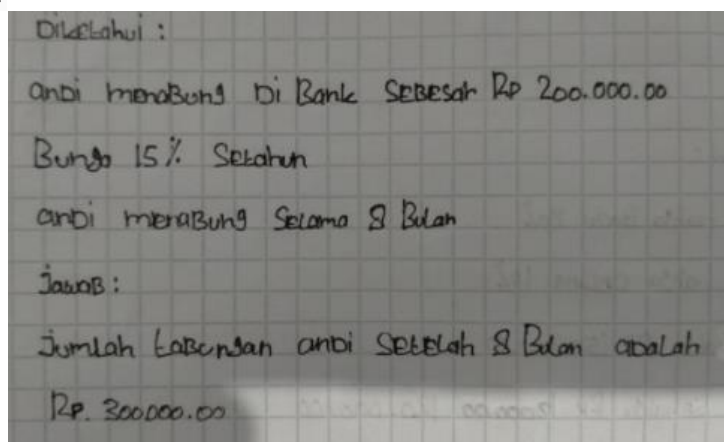 Diketahui :
andi menabung Di Bank SEBESar Rp 200.000.00
Bunga 15% Setahun
andi menabung Selama 8 Bulan
jawab :
jumlah tabungan andi Setelah 8 Bulan adalah
Rp. 300000.00